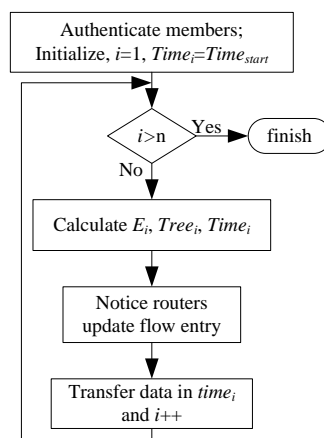 Authenticate members;
Initialize, i=1, Timeᵢ=Timeₛₜₐᵣₜ
i>n
Yes
finish
No
Calculate Eᵢ, Treeᵢ, Timeᵢ
Notice routers
update flow entry
Transfer data in timeᵢ
and i++